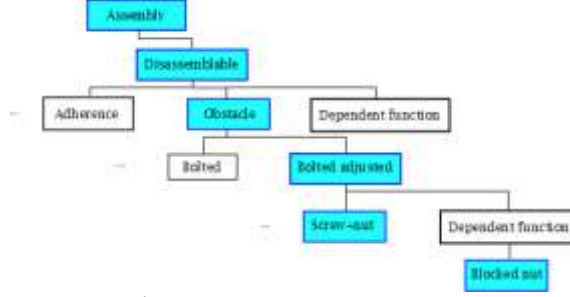 Assembly
Disassemblable
Adherence
Obstacle
Dependent function
Bolted
Bolted adjusted
Screw-nut
Dependent function
Blocked nut